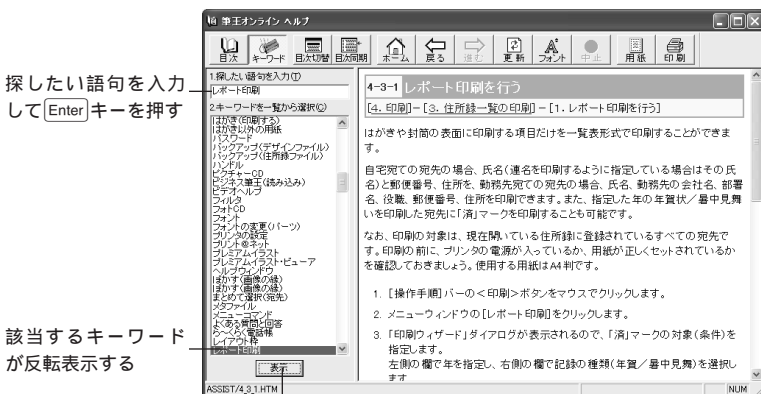 筆王オンライン ヘルプ
目次 キーワード 目次切替 目次同期 ホーム 戻る 進む 更新 フォント 中止 用紙 印刷
探したい語句を入力
してEnterキーを押す
1.探したい語句を入力(T)
レポート印刷
2.キーワードを一覧から選択(C)
はがき(印刷する)
はがき以外の用紙
パスワード
バックアップ(デザインファイル)
バックアップ(住所録ファイル)
ハンドル
ピクチャーCD
ビジネス筆王(読み込み)
ビデオヘルプ
フィルタ
フォトCD
フォント
フォントの変更(パーツ)
プリンタの設定
プリント@ネット
プレミアムイラスト
プレミアムイラスト・ビューア
ヘルプウィンドウ
ぼかす(画像の縁)
ぼかす(画像の縁)
まとめて選択(宛先)
メタファイル
メニューコマンド
よくある質問と回答
らくらく電話帳
レイアウト枠
レポート印刷
該当するキーワード
が反転表示する
表示
4-3-1 レポート印刷を行う
[4. 印刷]-[3. 住所録一覧の印刷]-[1. レポート印刷を行う]
はがきや封筒の表面に印刷する項目だけを一覧表形式で印刷することができま
す。
自宅宛ての宛先の場合、氏名(連名を印刷するように指定している場合はその氏
名)と郵便番号、住所を、勤務先宛ての宛先の場合、氏名、勤務先の会社名、部署
名、役職、郵便番号、住所を印刷できます。また、指定した年の年賀状/暑中見舞
いを印刷した宛先に「済」マークを印刷することも可能です。
なお、印刷の対象は、現在開いている住所録に登録されているすべての宛先で
す。印刷の前に、プリンタの電源が入っているか、用紙が正しくセットされているか
を確認しておきましょう。使用する用紙はA4判です。
1. [操作手順]バーの<印刷>ボタンをマウスでクリックします。
2. メニューウィンドウの[レポート印刷]をクリックします。
3. 「印刷ウィザード」ダイアログが表示されるので、「済」マークの対象(条件)を
指定します。
左側の欄で年を指定し、右側の欄で記録の種類(年賀/暑中見舞)を選択し
ます
ASSIST/4_3_1.HTM
NUM